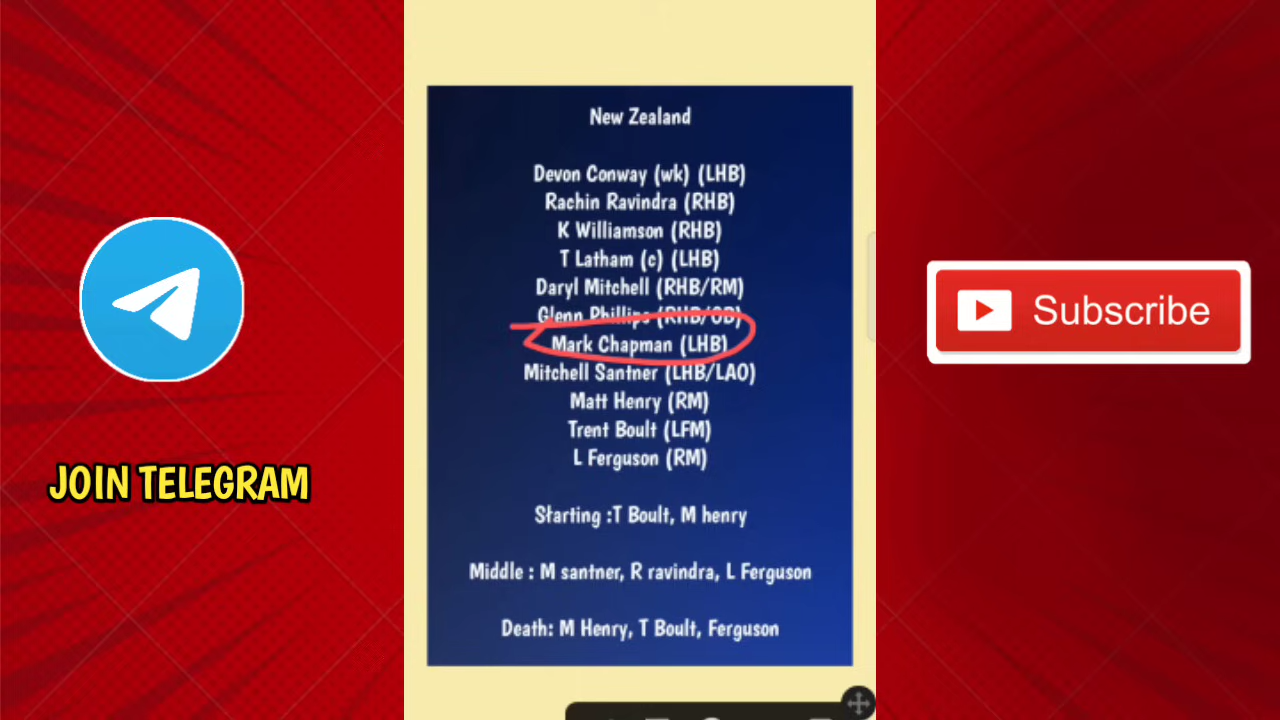 New Zealand
Devon Conway (wk) (LHB)
Rachin Ravindra (RHB)
K Williamson (RHB)
T Latham (c) (LHB)
Daryl Mitchell (RHB/RM)
Glenn Phillips (RHB/OB)
Mark Chapman (LHB)
Mitchell Santner (LHB/LAO)
Matt Henry (RM)
Trent Boult (LFM)
L Ferguson (RM)
Starting :T Boult, M henry
Middle : M santner, R ravindra, L Ferguson
Death: M Henry, T Boult, Ferguson
JOIN TELEGRAM
Subscribe